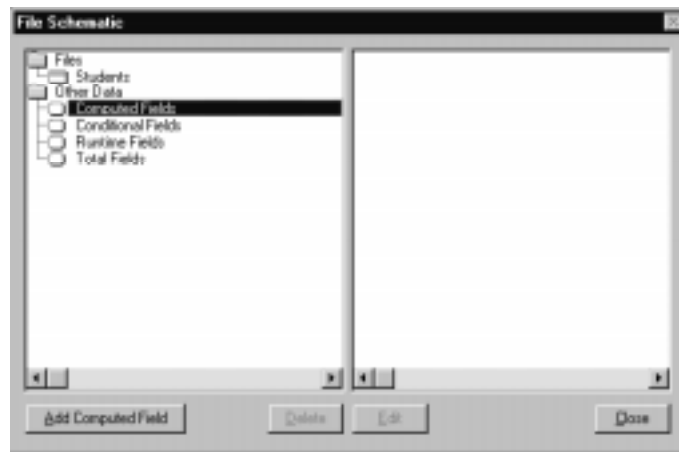 File Schematic
Files
Students
Other Data
Computed Fields
Conditional Fields
Runtime Fields
Total Fields
Add Computed Field
Delete
Edit
Close